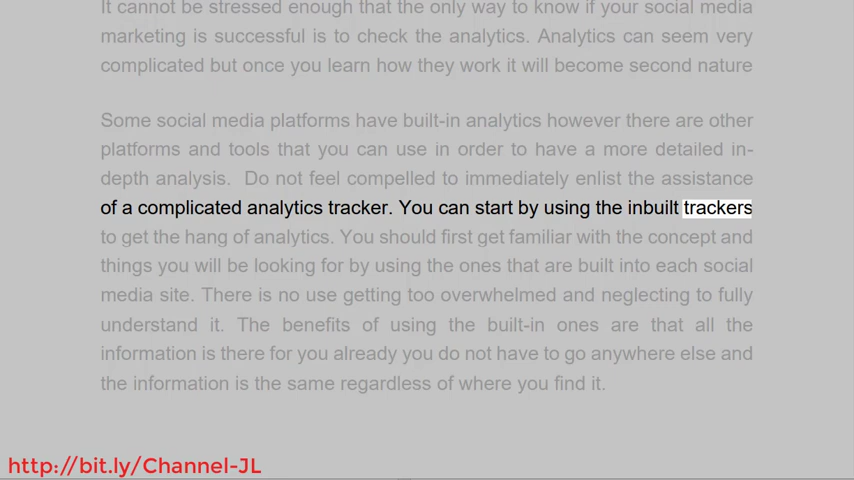 It cannot be stressed enough that the only way to know if your social media
marketing is successful is to check the analytics. Analytics can seem very
complicated but once you learn how they work it will become second nature
Some social media platforms have built-in analytics however there are other
platforms and tools that you can use in order to have a more detailed in-
depth analysis. Do not feel compelled to immediately enlist the assistance
of a complicated analytics tracker. You can start by using the inbuilt trackers
to get the hang of analytics. You should first get familiar with the concept and
things you will be looking for by using the ones that are built into each social
media site. There is no use getting too overwhelmed and neglecting to fully
understand it. The benefits of using the built-in ones are that all the
information is there for you already you do not have to go anywhere else and
the information is the same regardless of where you find it.
http://bit.ly/Channel-JL